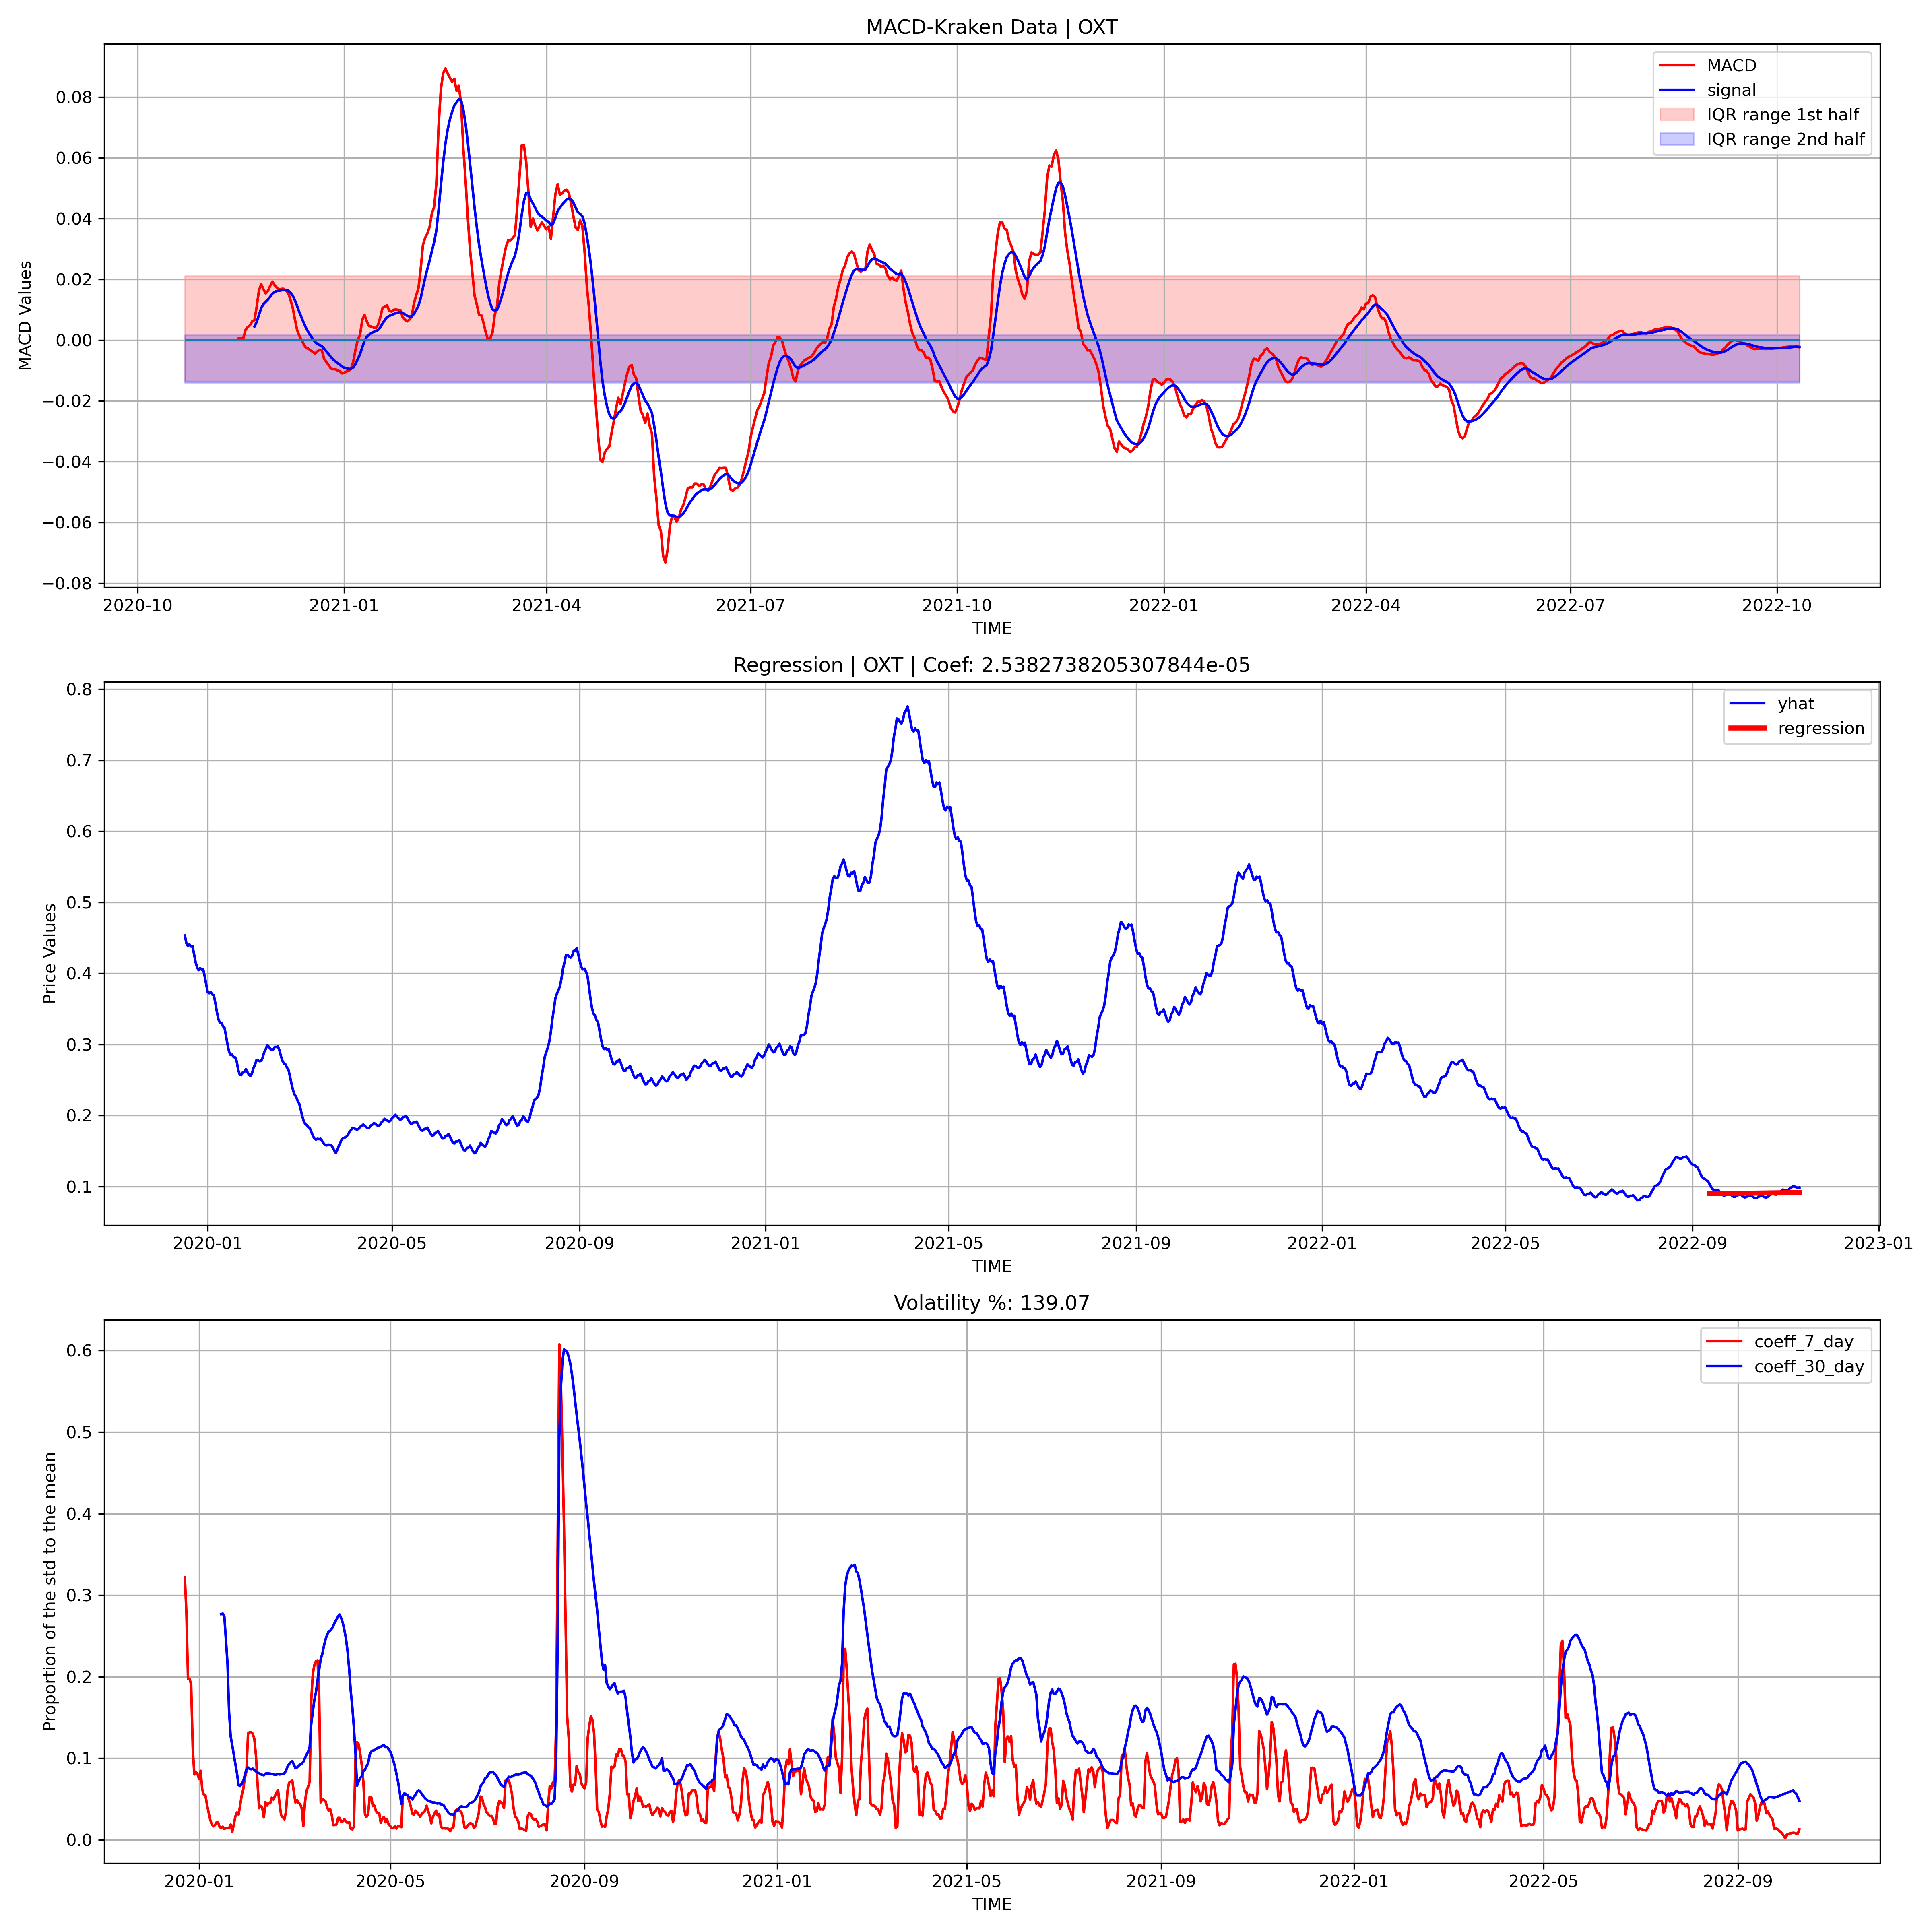 MACD-Kraken Data | OXT
MACD
signal
IQR range 1st half
IQR range 2nd half
MACD Values
0.08
0.06
0.04
0.02
0.00
−0.02
−0.04
−0.06
−0.08
2020-10 2021-01 2021-04 2021-07 2021-10 2022-01 2022-04 2022-07 2022-10
TIME
Regression | OXT | Coef: 2.5382738205307844e-05
yhat
regression
Price Values
0.8
0.7
0.6
0.5
0.4
0.3
0.2
0.1
2020-01 2020-05 2020-09 2021-01 2021-05 2021-09 2022-01 2022-05 2022-09 2023-01
TIME
Volatility %: 139.07
coeff_7_day
coeff_30_day
Proportion of the std to the mean
0.6
0.5
0.4
0.3
0.2
0.1
0.0
2020-01 2020-05 2020-09 2021-01 2021-05 2021-09 2022-01 2022-05 2022-09
TIME